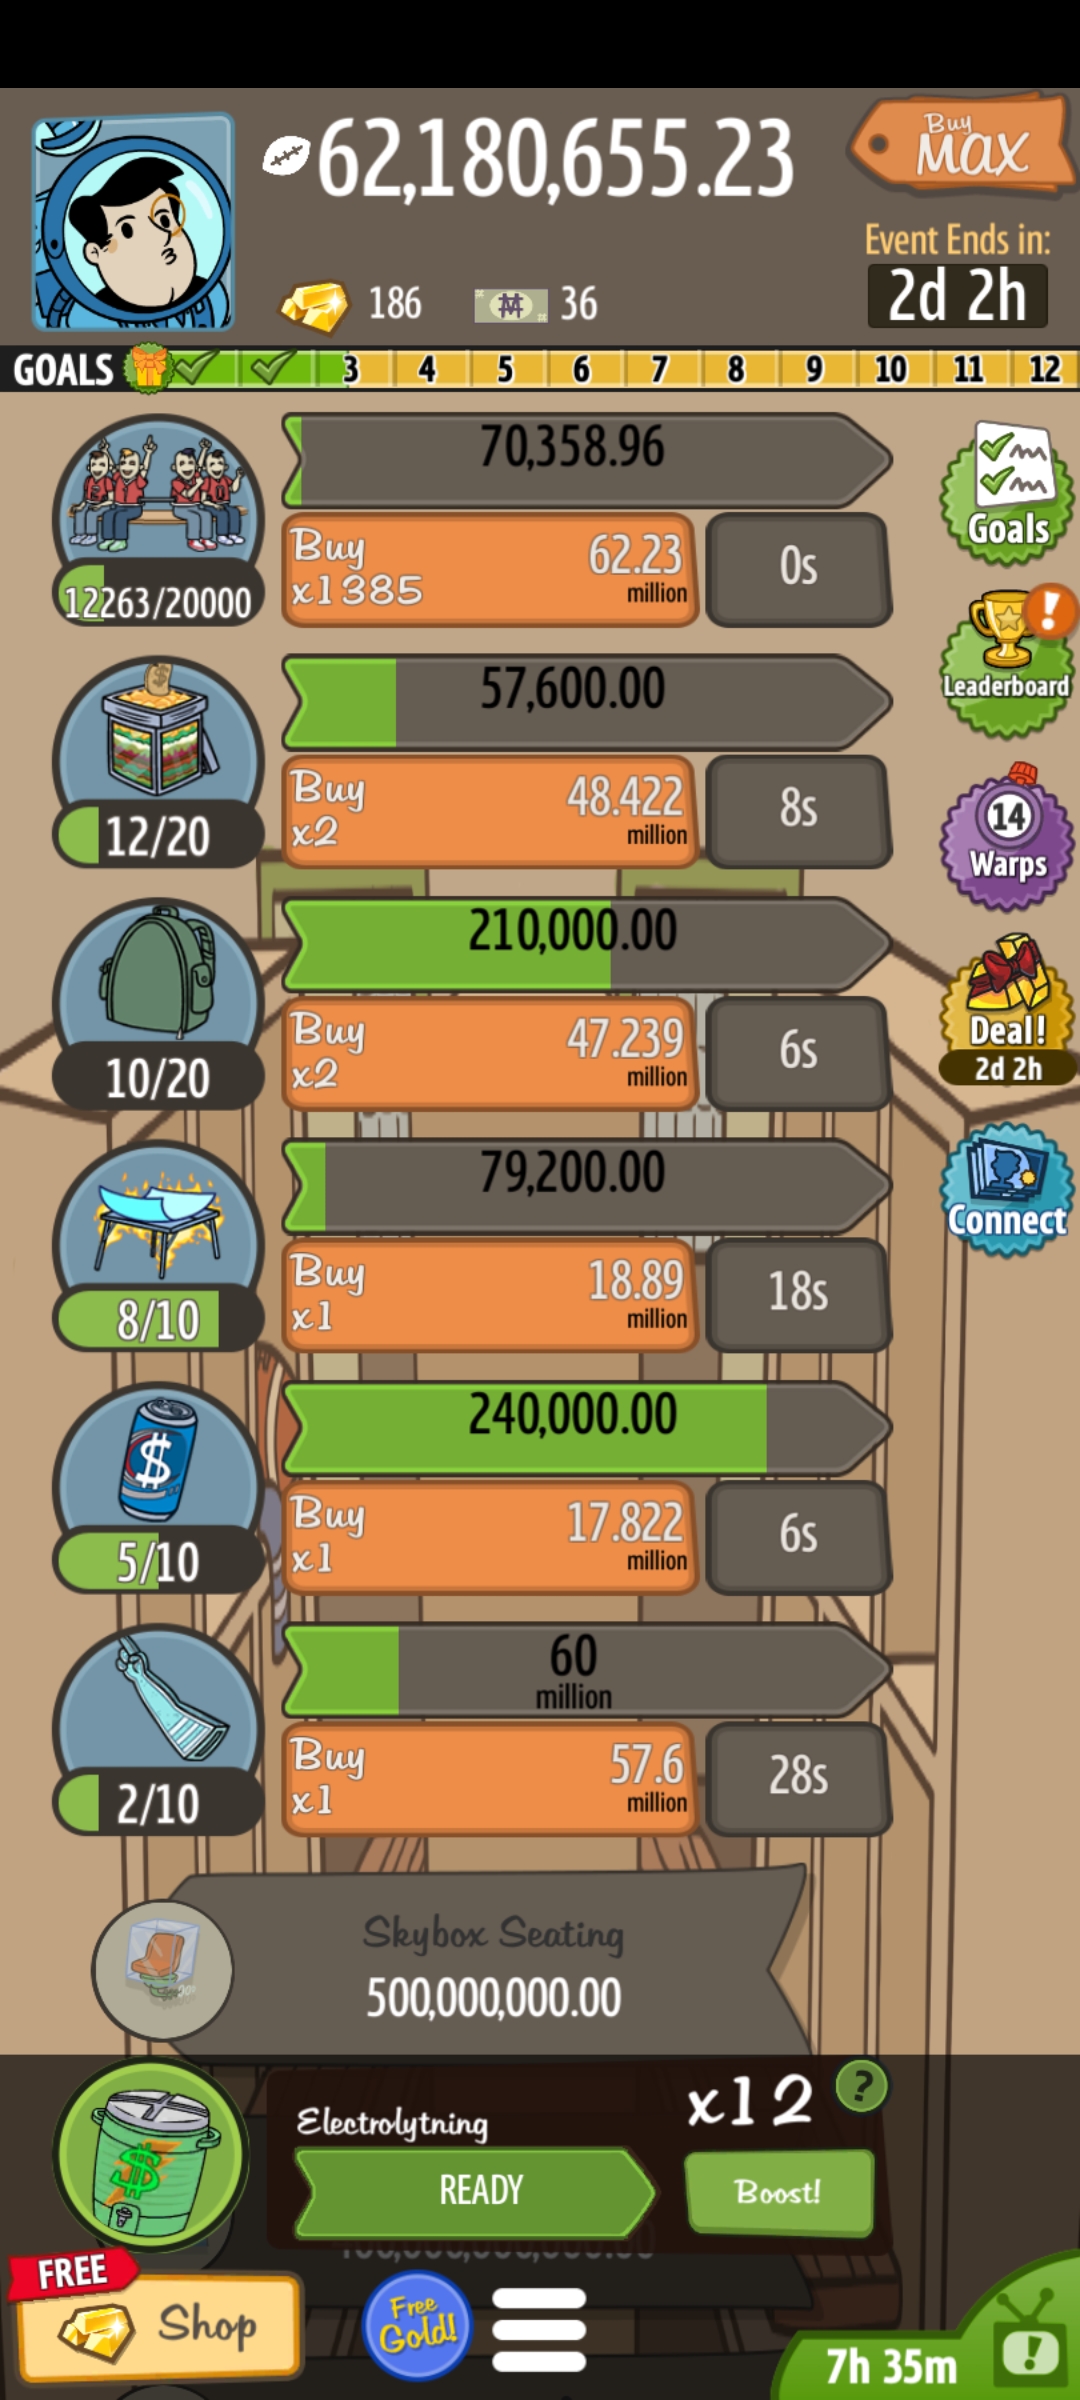 62,180,655.23
Buy
MAX
Event Ends in:
2d 2h
186
36
GOALS
3
4
5
6
7
8
9
10
11
12
70,358.96
12263/20000
Buy
x1385
62.23
million
0s
Goals
57,600.00
12/20
Buy
x2
48.422
million
8s
!
Leaderboard
210,000.00
10/20
Buy
x2
47.239
million
6s
14
Warps
Deal!
2d 2h
79,200.00
8/10
Buy
x1
18.89
million
18s
Connect
240,000.00
5/10
Buy
x1
17.822
million
6s
60
million
2/10
Buy
x1
57.6
million
28s
Skybox Seating
500,000,000.00
Electrolytning
x12
?
READY
Boost!
FREE
Shop
Free
Gold!
7h 35m
!